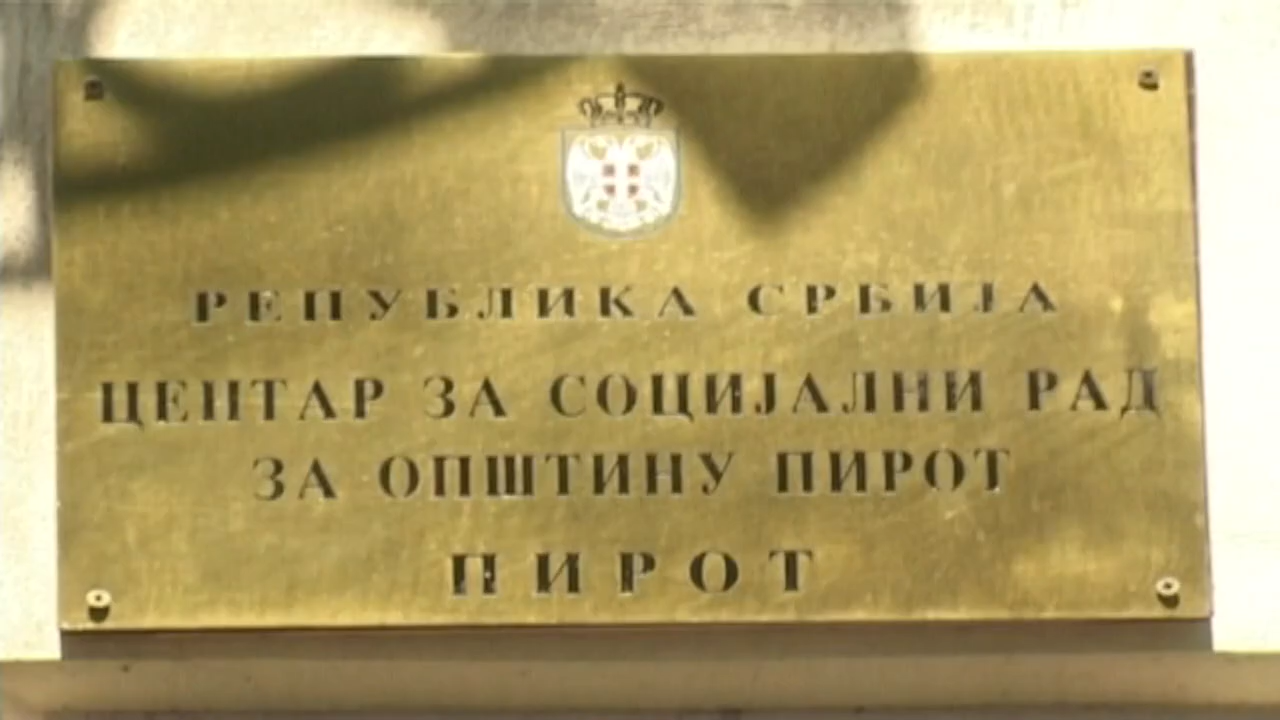 РЕПУБЛИКА СРБИЈА
ЦЕНТАР ЗА СОЦИЈАЛНИ РАД
ЗА ОПШТИНУ ПИРОТ
ПИРОТ